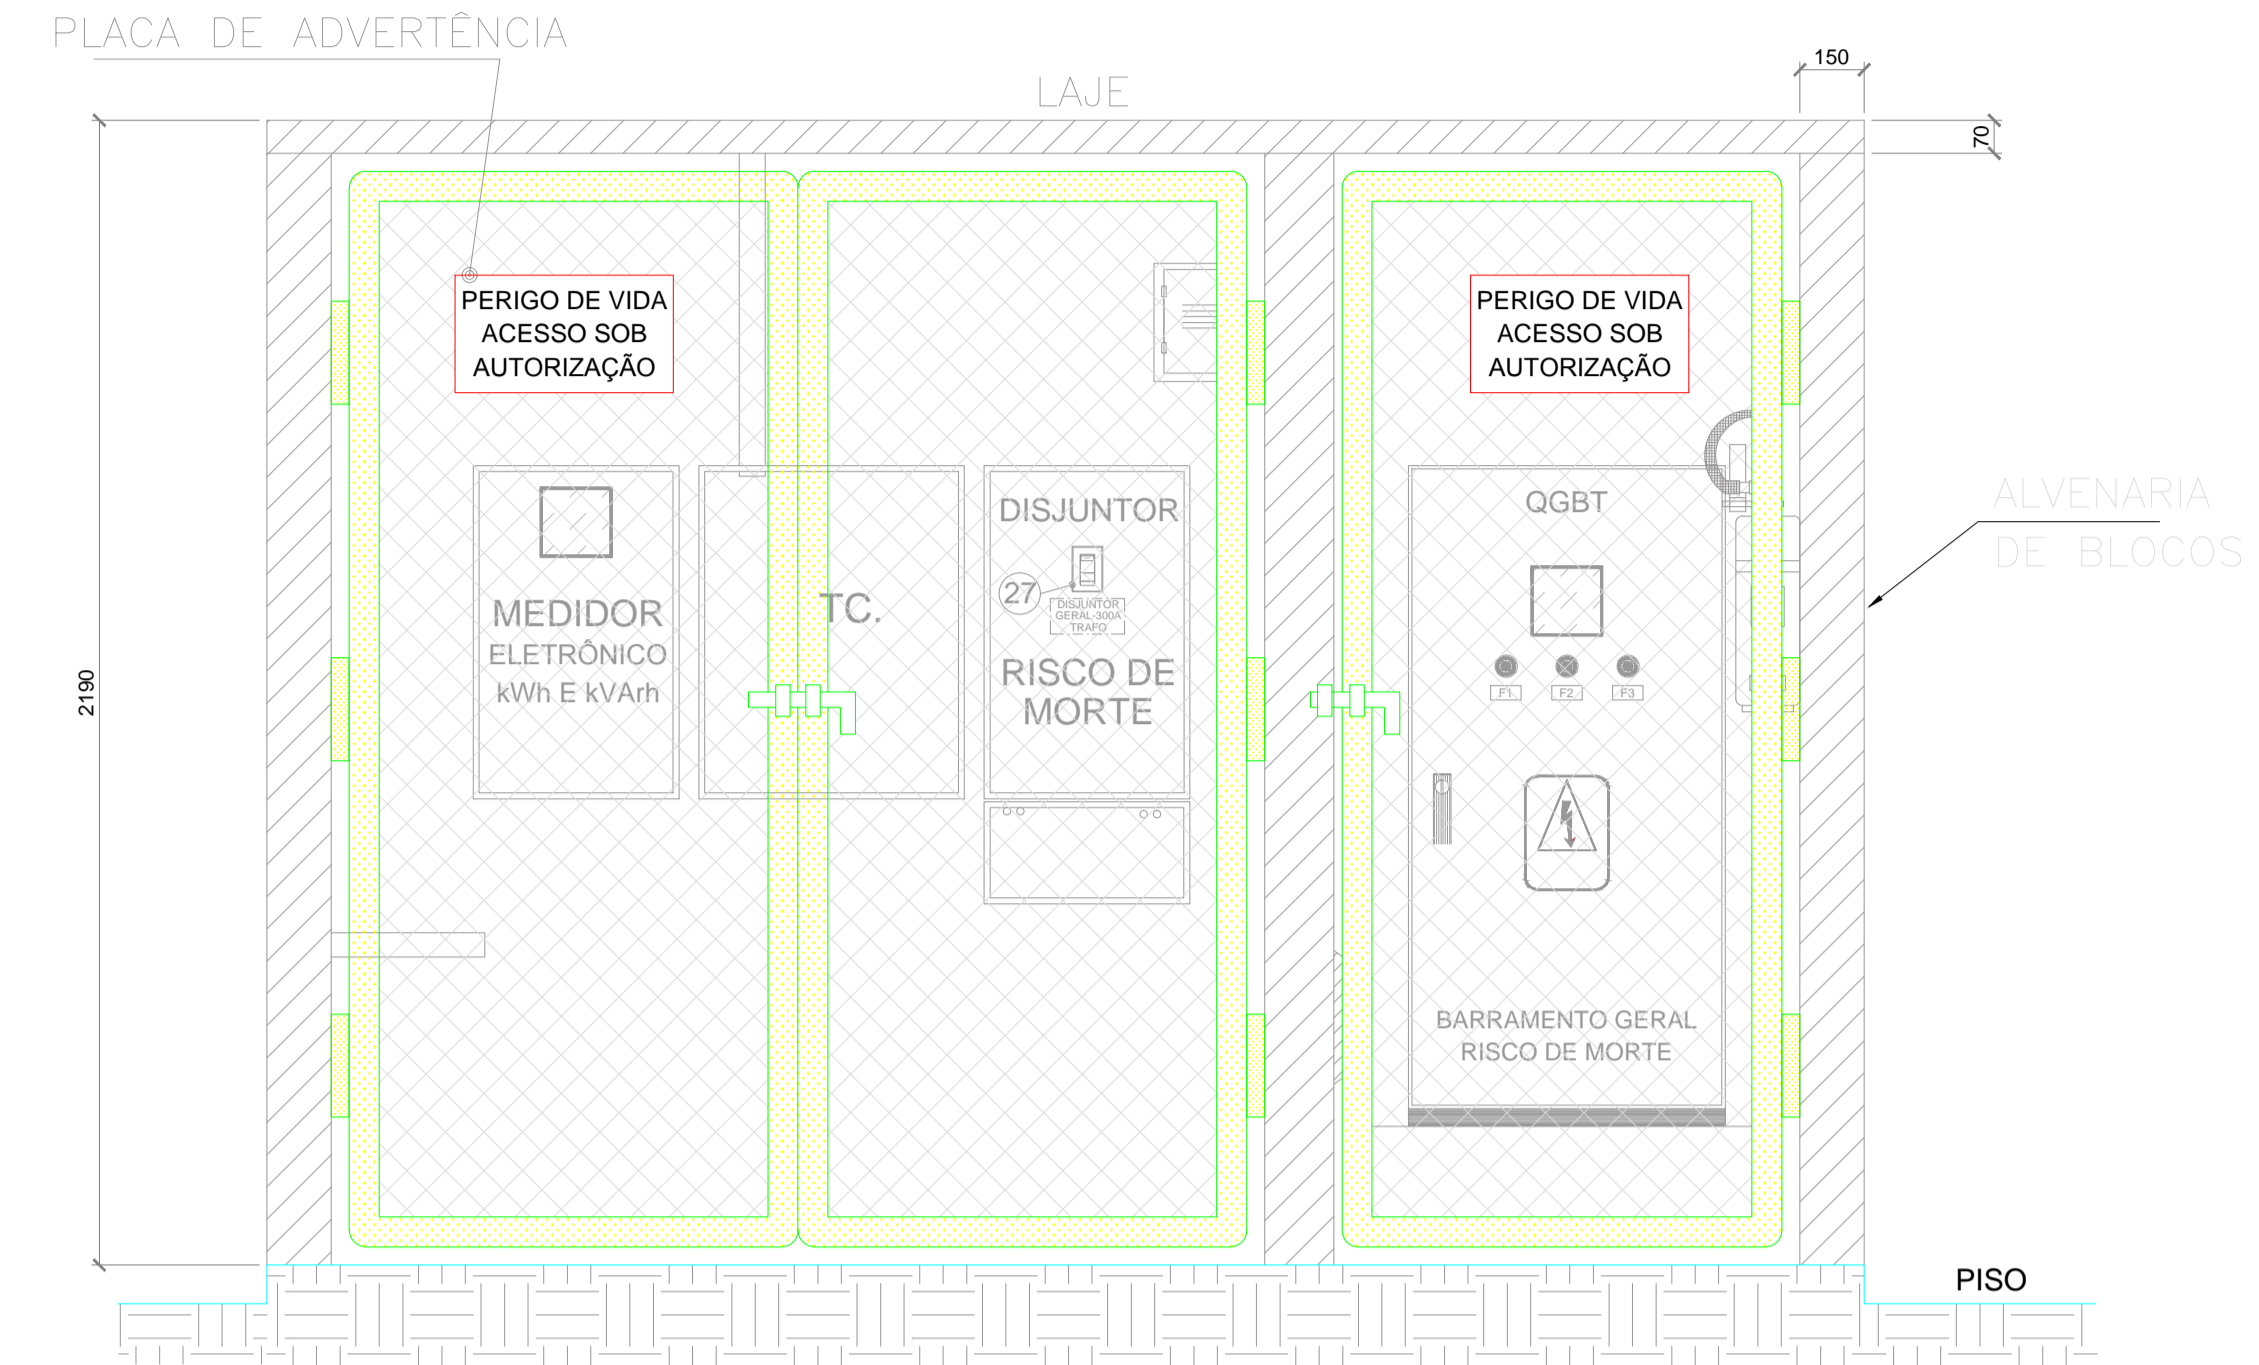 PLACA DE ADVERTÊNCIA
LAJE
150
70
2190
PERIGO DE VIDA
ACESSO SOB
AUTORIZAÇÃO
PERIGO DE VIDA
ACESSO SOB
AUTORIZAÇÃO
MEDIDOR
ELETRÔNICO
kWh E kVArh
TC.
DISJUNTOR
27
DISJUNTOR
GERAL-300A
TRAFO
RISCO DE
MORTE
QGBT
F1
F2
F3
BARRAMENTO GERAL
RISCO DE MORTE
ALVENARIA
DE BLOCOS
PISO